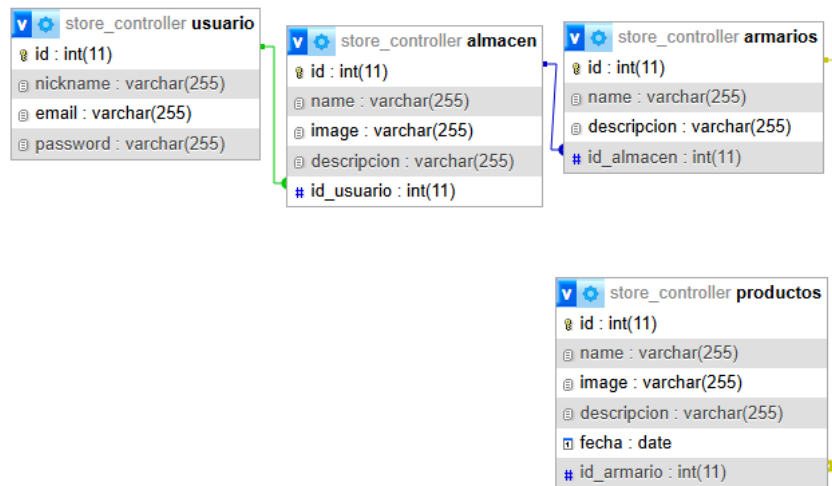 v store_controller usuario
id : int(11)
nickname : varchar(255)
email : varchar(255)
password : varchar(255)
v store_controller almacen
id : int(11)
name : varchar(255)
image : varchar(255)
descripcion : varchar(255)
# id_usuario : int(11)
v store_controller armarios
id : int(11)
name : varchar(255)
descripcion : varchar(255)
# id_almacen : int(11)
v store_controller productos
id : int(11)
name : varchar(255)
image : varchar(255)
descripcion : varchar(255)
fecha : date
# id_armario : int(11)